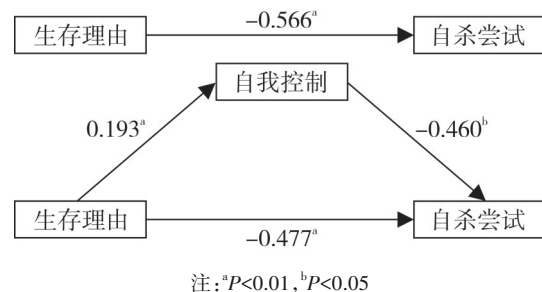 -0.566ᵃ
生存理由 自杀尝试
自我控制
0.193ᵃ -0.460ᵇ
生存理由 自杀尝试
-0.477ᵃ
注:ᵃP<0.01,ᵇP<0.05